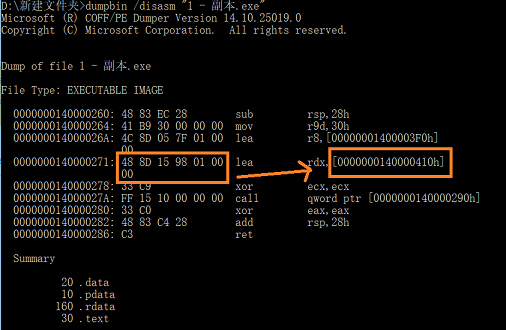 D:\新建文件夹>dumpbin /disasm "1 - 副本.exe"
Microsoft (R) COFF/PE Dumper Version 14.10.25019.0
Copyright (C) Microsoft Corporation.  All rights reserved.

Dump of file 1 - 副本.exe

File Type: EXECUTABLE IMAGE

  0000000140000260: 48 83 EC 28        sub         rsp,28h
  0000000140000264: 41 B9 30 00 00 00  mov         r9d,30h
  000000014000026A: 4C 8D 05 7F 01 00  lea         r8,[00000001400003F0h]
                    00
  0000000140000271: 48 8D 15 98 01 00  lea         rdx,[0000000140000410h]
                    00
  0000000140000278: 33 C9              xor         ecx,ecx
  000000014000027A: FF 15 10 00 00 00  call        qword ptr [0000000140000290h]
  0000000140000280: 33 C0              xor         eax,eax
  0000000140000282: 48 83 C4 28        add         rsp,28h
  0000000140000286: C3                 ret

  Summary

          20 .data
          10 .pdata
         160 .rdata
          30 .text